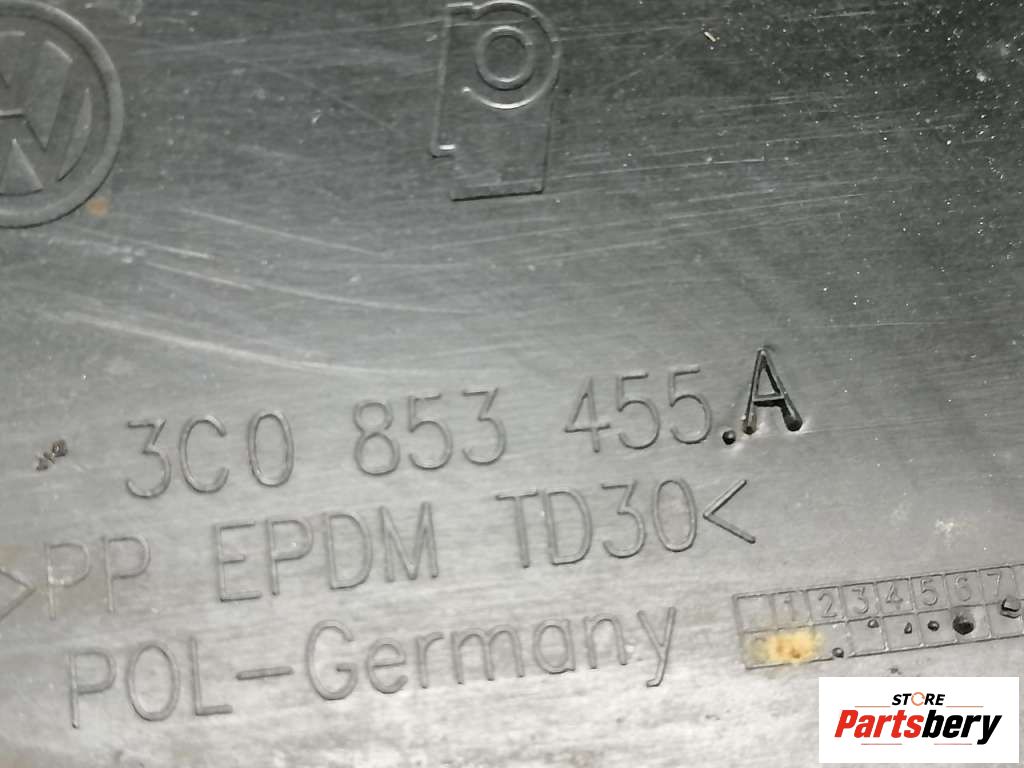 3C0 853 455.A
>PP EPDM TD30<
POL-Germany
1 2 3 4 5 6 7
STORE
Partsbery